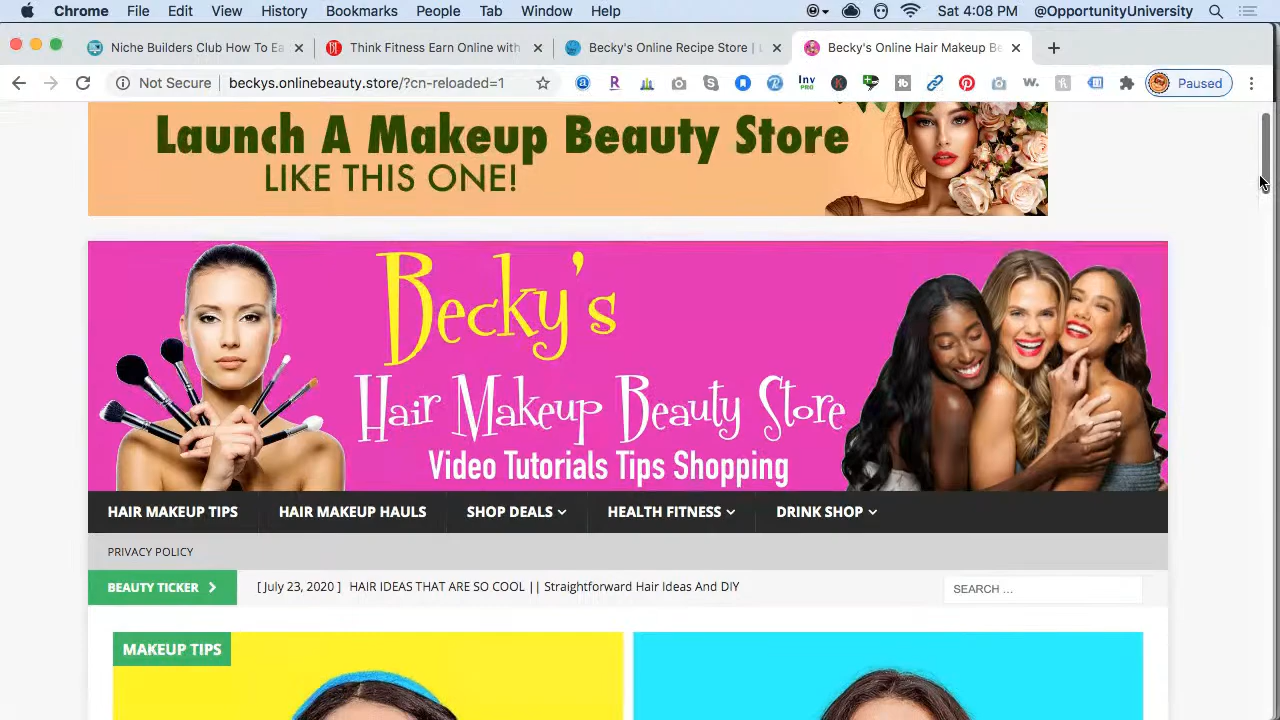 Chrome File Edit View History Bookmarks People Tab Window Help Sat 4:08 PM @OpportunityUniversity
Niche Builders Club How To Ea
Think Fitness Earn Online with
Becky's Online Recipe Store | L
Becky's Online Hair Makeup Be
Not Secure beckys.onlinebeauty.store/?cn-reloaded=1 Paused
Launch A Makeup Beauty Store
LIKE THIS ONE!
Becky's
Hair Makeup Beauty Store
Video Tutorials Tips Shopping
HAIR MAKEUP TIPS HAIR MAKEUP HAULS SHOP DEALS HEALTH FITNESS DRINK SHOP
PRIVACY POLICY
BEAUTY TICKER [ July 23, 2020 ] HAIR IDEAS THAT ARE SO COOL || Straightforward Hair Ideas And DIY SEARCH …
MAKEUP TIPS